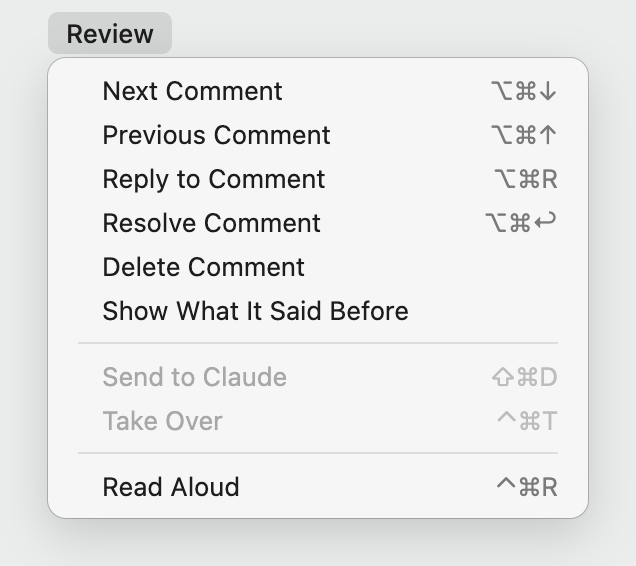 Review
Next Comment ⌥⌘↓
Previous Comment ⌥⌘↑
Reply to Comment ⌥⌘R
Resolve Comment ⌥⌘↩
Delete Comment
Show What It Said Before
Send to Claude ⇧⌘D
Take Over ^⌘T
Read Aloud ^⌘R